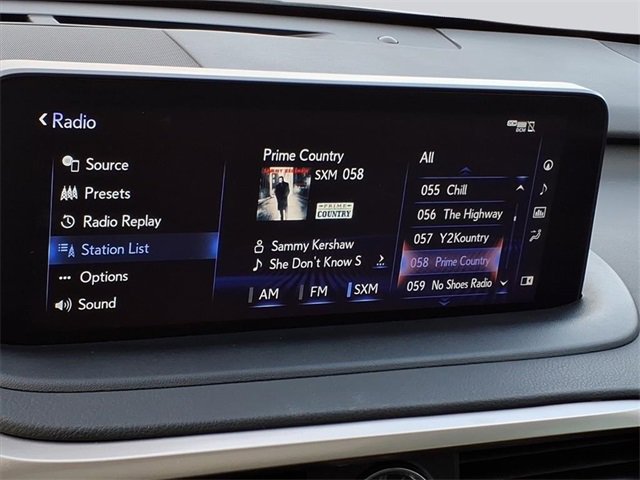 Radio
Source
Presets
Radio Replay
Station List
Options
Sound
Prime Country
SXM 058
PRIME
COUNTRY
Sammy Kershaw
She Don't Know S
AM FM SXM
All
055 Chill
056 The Highway
057 Y2Kountry
058 Prime Country
059 No Shoes Radio